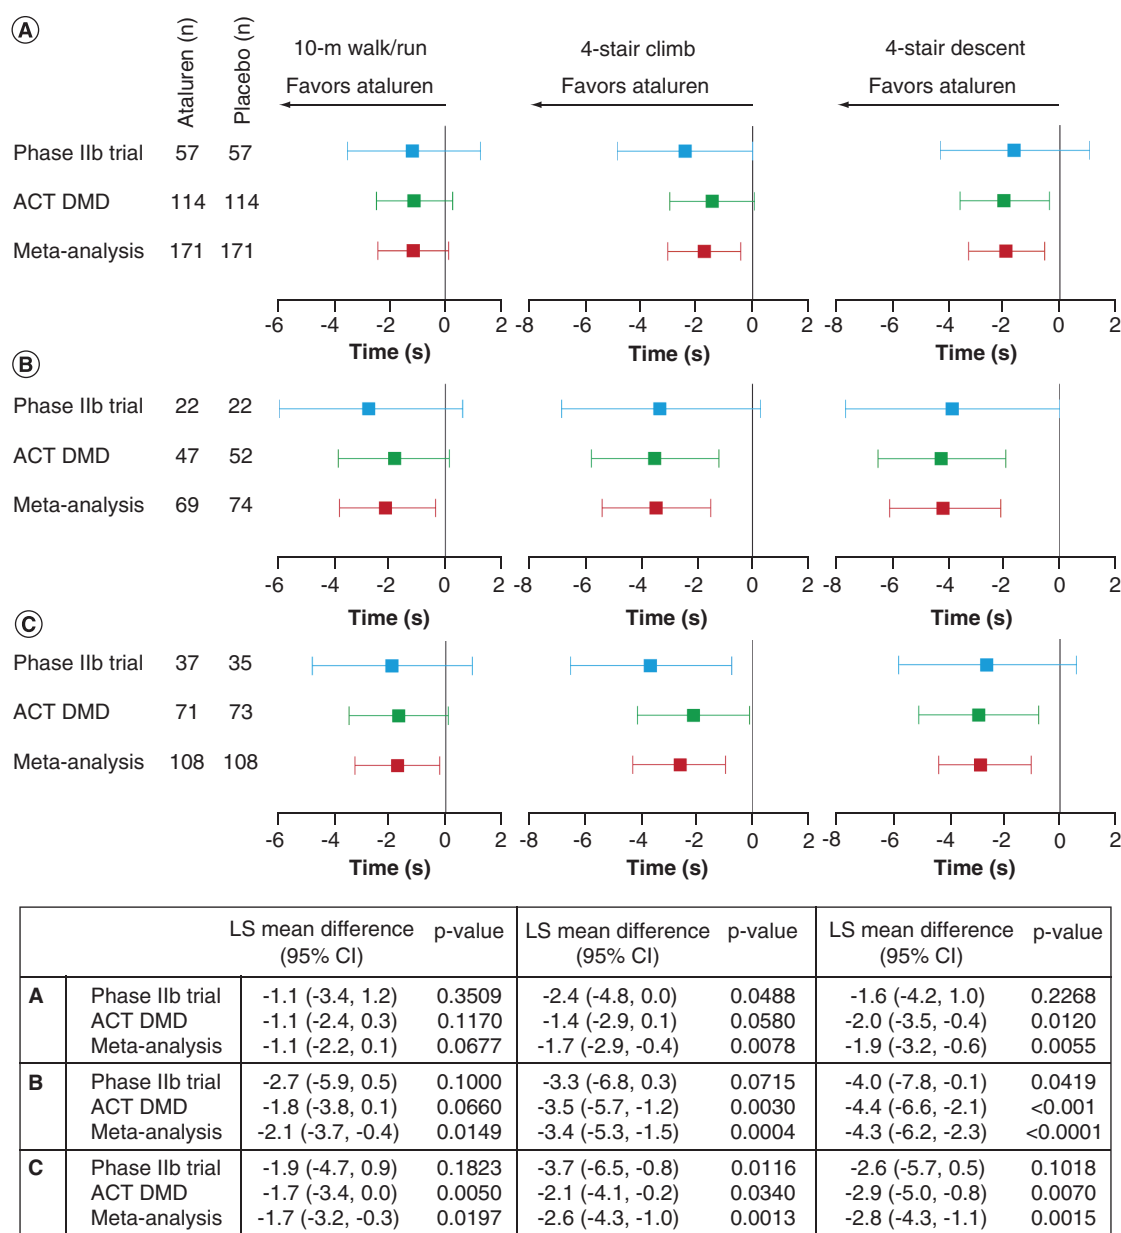 A
Ataluren (n)
Placebo (n)
10-m walk/run 4-stair climb 4-stair descent
Favors ataluren Favors ataluren Favors ataluren
Phase IIb trial 57 57
ACT DMD 114 114
Meta-analysis 171 171
-6 -4 -2 0 2 -8 -6 -4 -2 0 2 -8 -6 -4 -2 0 2
Time (s) Time (s) Time (s)
B
Phase IIb trial 22 22
ACT DMD 47 52
Meta-analysis 69 74
-6 -4 -2 0 2 -8 -6 -4 -2 0 2 -8 -6 -4 -2 0 2
Time (s) Time (s) Time (s)
C
Phase IIb trial 37 35
ACT DMD 71 73
Meta-analysis 108 108
-6 -4 -2 0 2 -8 -6 -4 -2 0 2 -8 -6 -4 -2 0 2
Time (s) Time (s) Time (s)
LS mean difference p-value LS mean difference p-value LS mean difference p-value
(95% CI) (95% CI) (95% CI)
A Phase IIb trial -1.1 (-3.4, 1.2) 0.3509 -2.4 (-4.8, 0.0) 0.0488 -1.6 (-4.2, 1.0) 0.2268
ACT DMD -1.1 (-2.4, 0.3) 0.1170 -1.4 (-2.9, 0.1) 0.0580 -2.0 (-3.5, -0.4) 0.0120
Meta-analysis -1.1 (-2.2, 0.1) 0.0677 -1.7 (-2.9, -0.4) 0.0078 -1.9 (-3.2, -0.6) 0.0055
B Phase IIb trial -2.7 (-5.9, 0.5) 0.1000 -3.3 (-6.8, 0.3) 0.0715 -4.0 (-7.8, -0.1) 0.0419
ACT DMD -1.8 (-3.8, 0.1) 0.0660 -3.5 (-5.7, -1.2) 0.0030 -4.4 (-6.6, -2.1) <0.001
Meta-analysis -2.1 (-3.7, -0.4) 0.0149 -3.4 (-5.3, -1.5) 0.0004 -4.3 (-6.2, -2.3) <0.0001
C Phase IIb trial -1.9 (-4.7, 0.9) 0.1823 -3.7 (-6.5, -0.8) 0.0116 -2.6 (-5.7, 0.5) 0.1018
ACT DMD -1.7 (-3.4, 0.0) 0.0050 -2.1 (-4.1, -0.2) 0.0340 -2.9 (-5.0, -0.8) 0.0070
Meta-analysis -1.7 (-3.2, -0.3) 0.0197 -2.6 (-4.3, -1.0) 0.0013 -2.8 (-4.3, -1.1) 0.0015